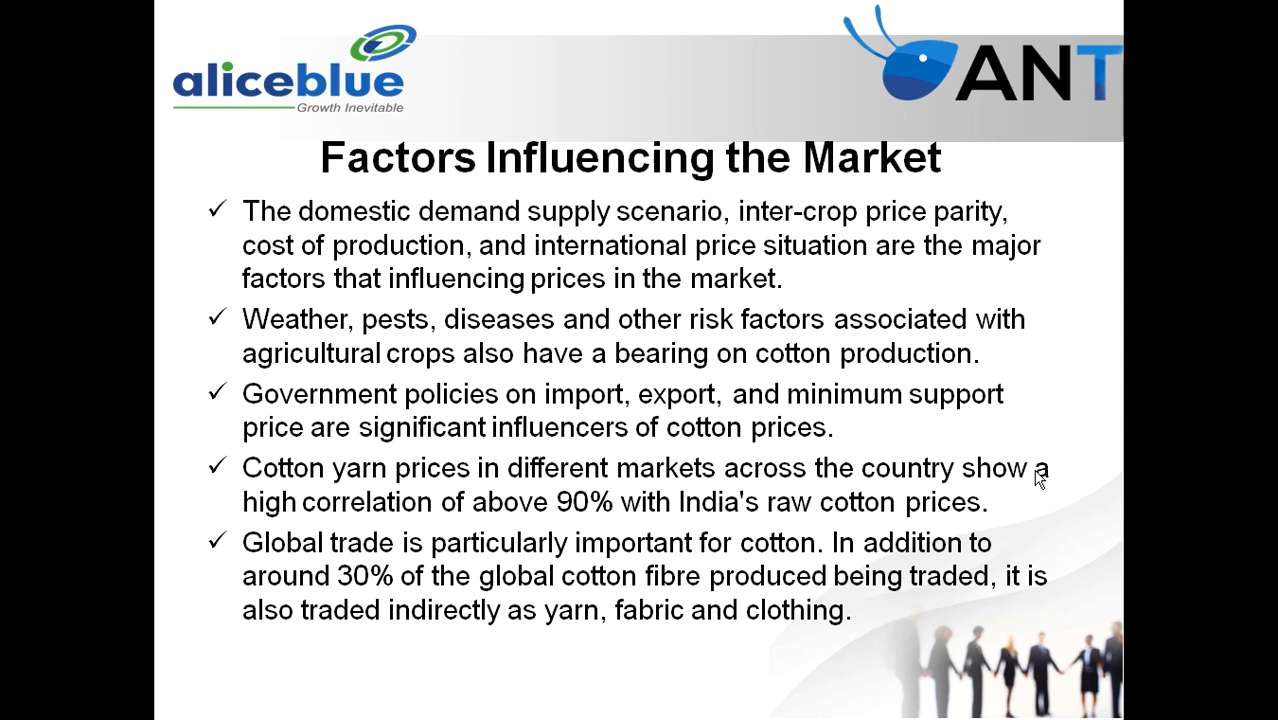 aliceblue
Growth Inevitable
ANT
Factors Influencing the Market
✓ The domestic demand supply scenario, inter-crop price parity,
cost of production, and international price situation are the major
factors that influencing prices in the market.
✓ Weather, pests, diseases and other risk factors associated with
agricultural crops also have a bearing on cotton production.
✓ Government policies on import, export, and minimum support
price are significant influencers of cotton prices.
✓ Cotton yarn prices in different markets across the country show a
high correlation of above 90% with India's raw cotton prices.
✓ Global trade is particularly important for cotton. In addition to
around 30% of the global cotton fibre produced being traded, it is
also traded indirectly as yarn, fabric and clothing.